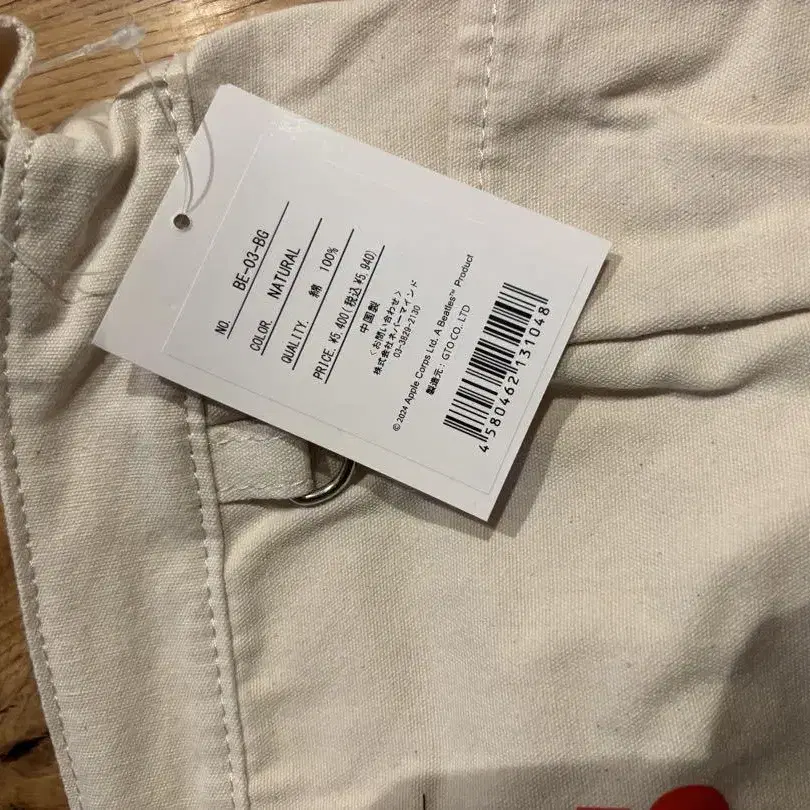 NO. BE-03-BG
COLOR. NATURAL
QUALITY. 綿 100%
PRICE. ¥5,400(税込 ¥5,940)
中国製
<お問い合わせ>
株式会社ネバーマインド
03-3829-2130
©2024 Apple Corps Ltd. A Beatles™ Product
製造元：GTO CO., LTD
4580462131048